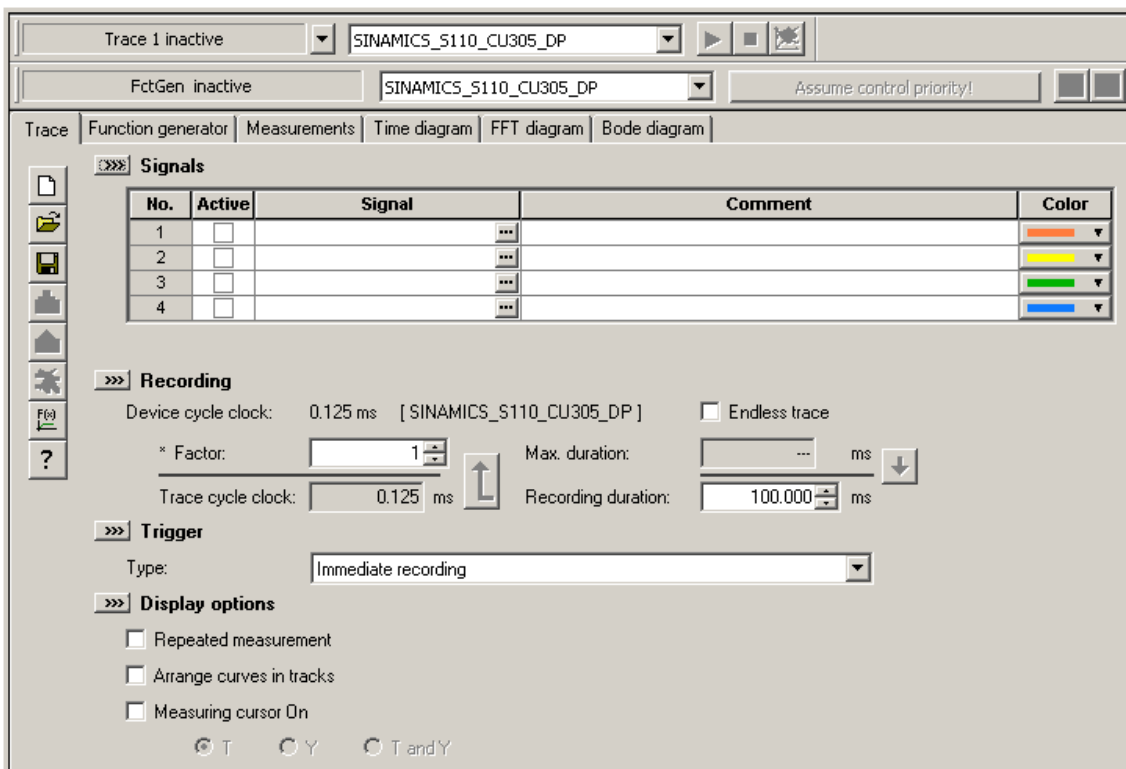 Trace 1 inactive SINAMICS_S110_CU305_DP
FctGen inactive SINAMICS_S110_CU305_DP Assume control priority!
Trace Function generator Measurements Time diagram FFT diagram Bode diagram
>>> Signals
No. Active Signal Comment Color
1 ...
2 ...
3 ...
4 ...
>>> Recording
Device cycle clock: 0.125 ms [ SINAMICS_S110_CU305_DP ] Endless trace
* Factor: 1 Max. duration: --- ms
Trace cycle clock: 0.125 ms Recording duration: 100.000 ms
F(x)
?
>>> Trigger
Type: Immediate recording
>>> Display options
Repeated measurement
Arrange curves in tracks
Measuring cursor On
T Y T and Y